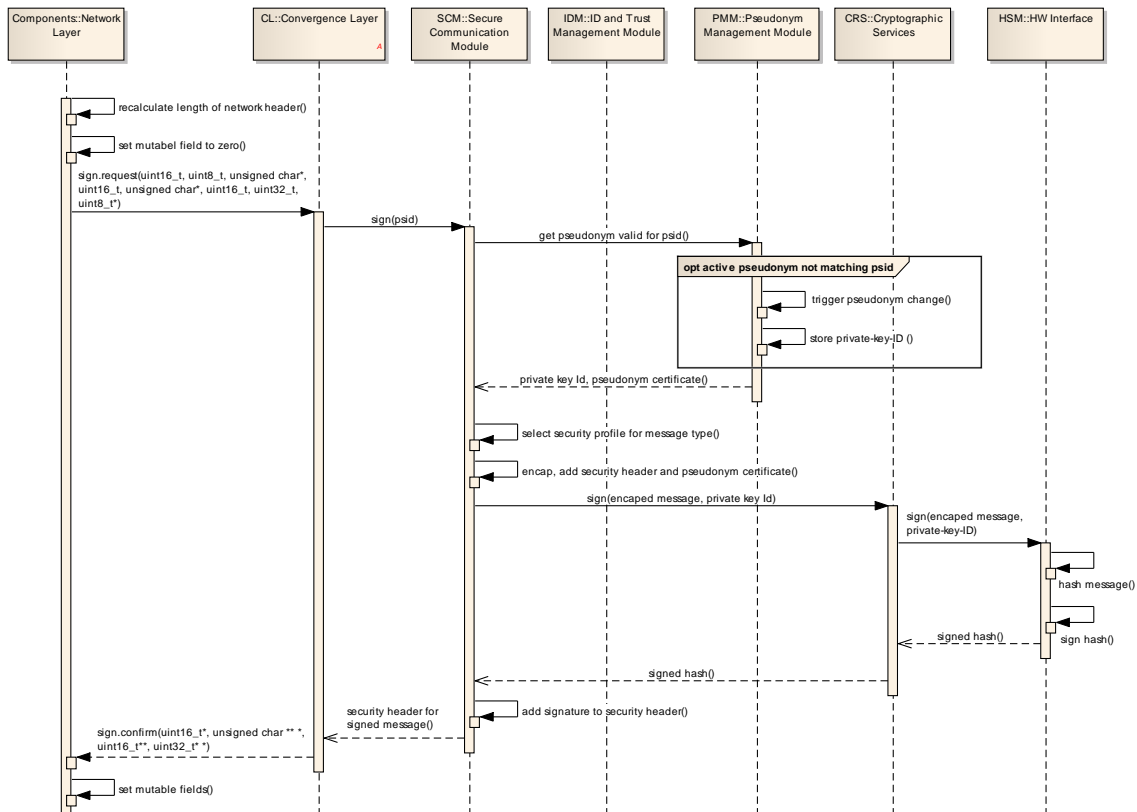 Components::Network
Layer
CL::Convergence Layer
A
SCM::Secure
Communication
Module
IDM::ID and Trust
Management Module
PMM::Pseudonym
Management Module
CRS::Cryptographic
Services
HSM::HW Interface
recalculate length of network header()
set mutabel field to zero()
sign.request(uint16_t, uint8_t, unsigned char*,
uint16_t, unsigned char*, uint16_t, uint32_t,
uint8_t*)
sign(psid)
get pseudonym valid for psid()
opt active pseudonym not matching psid
trigger pseudonym change()
store private-key-ID ()
private key Id, pseudonym certificate()
select security profile for message type()
encap, add security header and pseudonym certificate()
sign(encaped message, private key Id)
sign(encaped message,
private-key-ID)
hash message()
sign hash()
signed hash()
signed hash()
add signature to security header()
security header for
signed message()
sign.confirm(uint16_t*, unsigned char ** *,
uint16_t**, uint32_t* *)
set mutable fields()